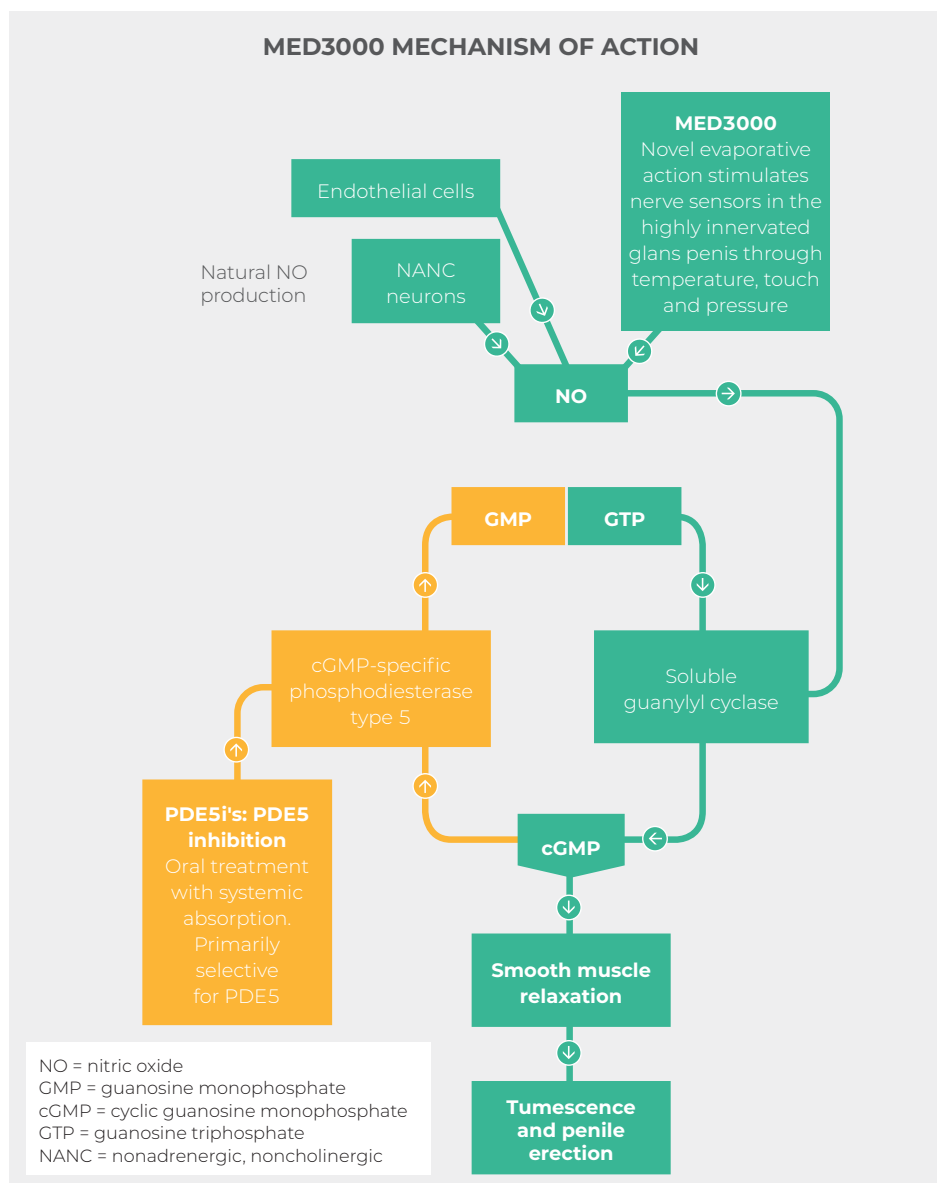 MED3000 MECHANISM OF ACTION
MED3000
Novel evaporative
action stimulates
nerve sensors in the
highly innervated
glans penis through
temperature, touch
and pressure
Endothelial cells
Natural NO
production
NANC
neurons
NO
GMP
GTP
cGMP-specific
phosphodiesterase
type 5
Soluble
guanylyl cyclase
PDE5i's: PDE5
inhibition
Oral treatment
with systemic
absorption.
Primarily
selective
for PDE5
cGMP
Smooth muscle
relaxation
Tumescence
and penile
erection
NO = nitric oxide
GMP = guanosine monophosphate
cGMP = cyclic guanosine monophosphate
GTP = guanosine triphosphate
NANC = nonadrenergic, noncholinergic